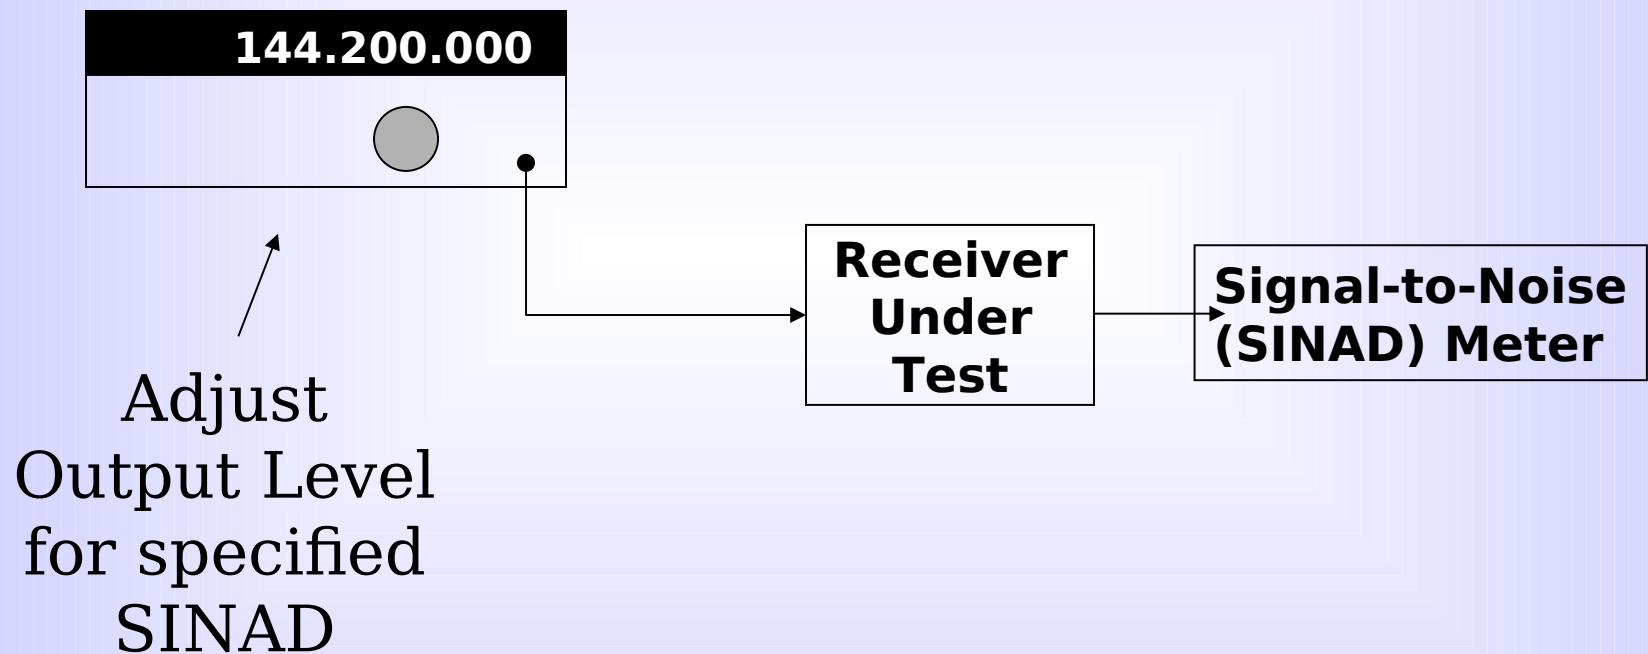 144.200.000
Receiver
Under
Test
Signal-to-Noise
(SINAD) Meter
Adjust
Output Level
for specified
SINAD